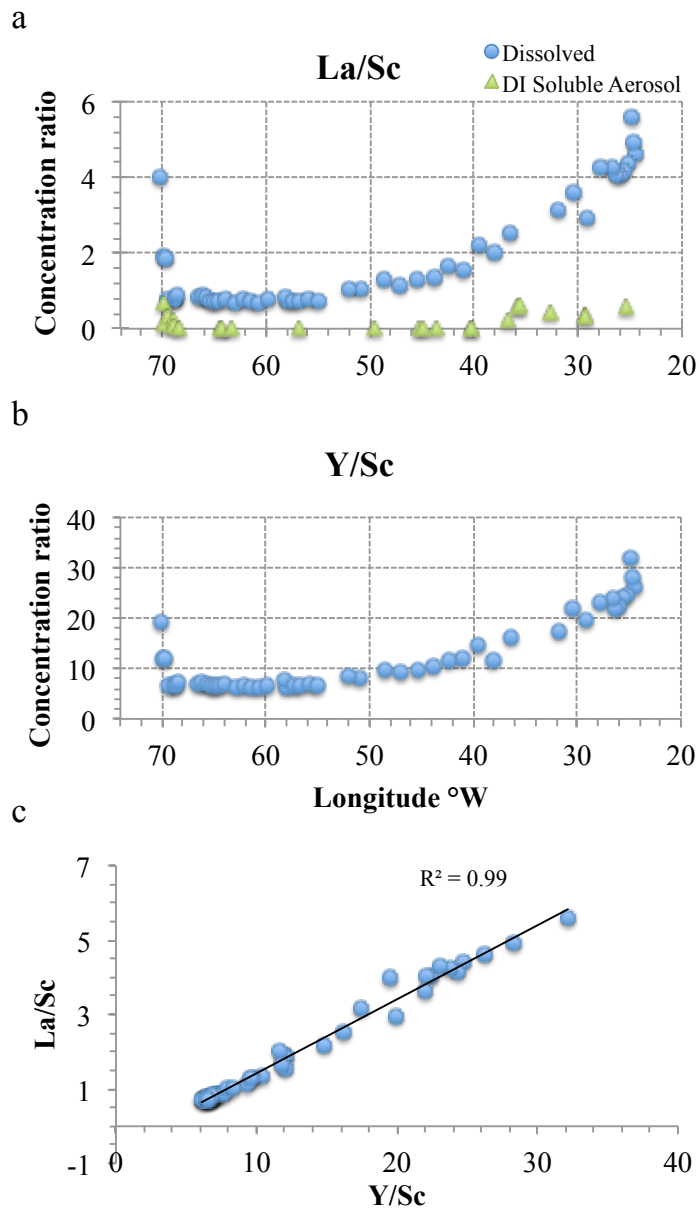 a
La/Sc
Dissolved
DI Soluble Aerosol
Concentration ratio
6
4
2
0
70 60 50 40 30 20
b
Y/Sc
Concentration ratio
40
30
20
10
0
70 60 50 40 30 20
Longitude °W
c
R² = 0.99
La/Sc
7
5
3
1
-1
0 10 20 30 40
Y/Sc